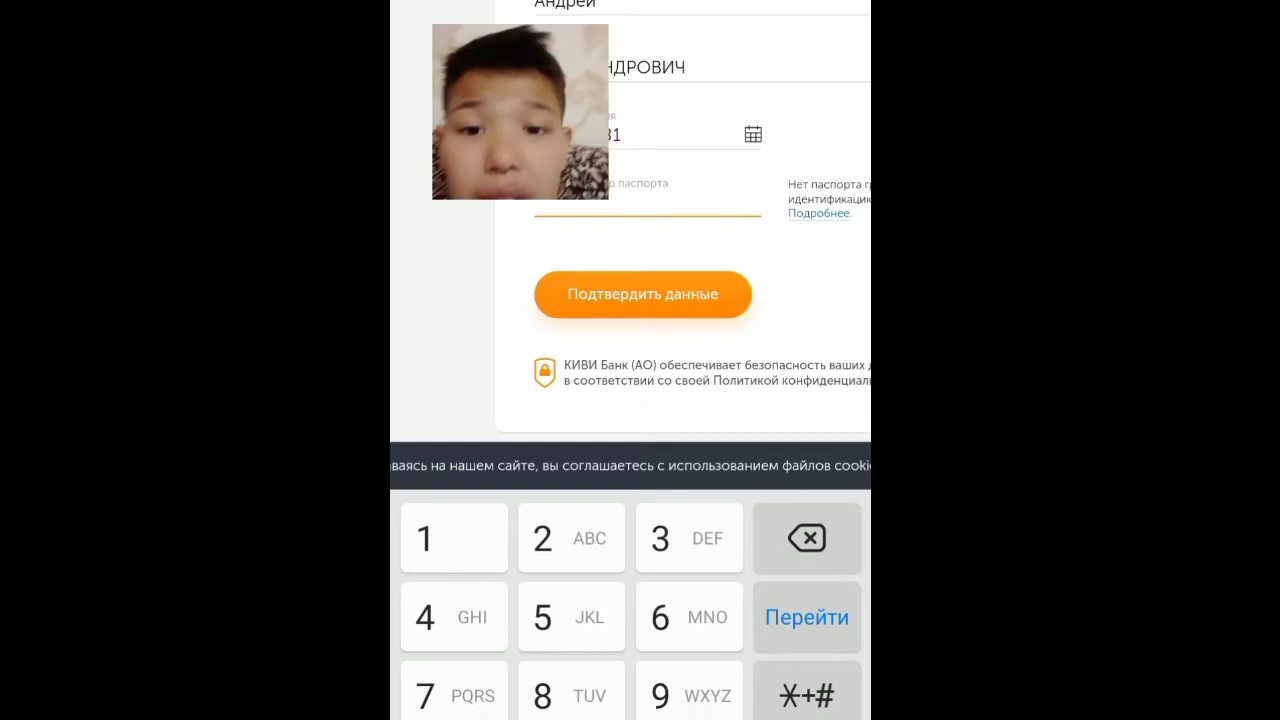 Андрей
НДРОВИЧ
ия
31
р паспорта
Нет паспорта г
идентификаци
Подробнее.
Подтвердить данные
КИВИ Банк (АО) обеспечивает безопасность ваших
в соответствии со своей Политикой конфиденциал
ваясь на нашем сайте, вы соглашаетесь с использованием файлов cooki
1
2 ABC
3 DEF
4 GHI
5 JKL
6 MNO
Перейти
7 PQRS
8 TUV
9 WXYZ
*+#